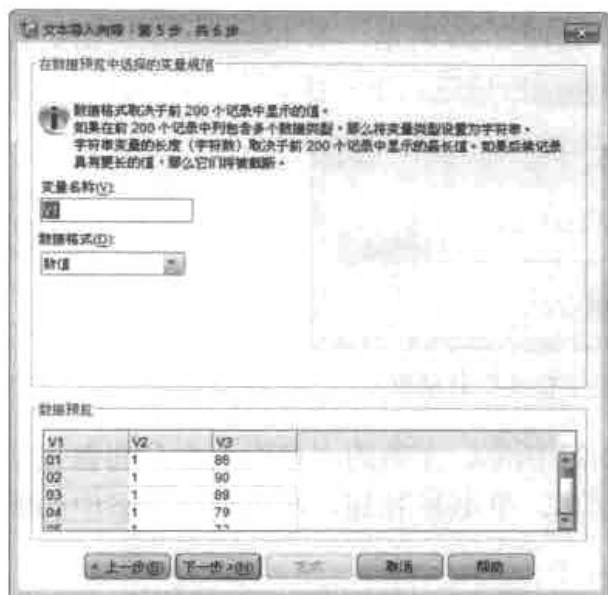 文本导入向导 - 第 5 步，共 6 步
在数据预览中选择的变量规范
数据格式取决于前 200 个记录中显示的值。
如果在前 200 个记录中列包含多个数据类型，那么将变量类型设置为字符串。
字符串变量的长度（字符数）取决于前 200 个记录中显示的最长值。如果后续记录
具有更长的值，那么它们将被截断。
变量名称(V):
V1
数据格式(D):
数值
数据预览
V1 V2 V3
01 1 86
02 1 90
03 1 89
04 1 79
< 上一步(B) 下一步 >(N) 完成 取消 帮助